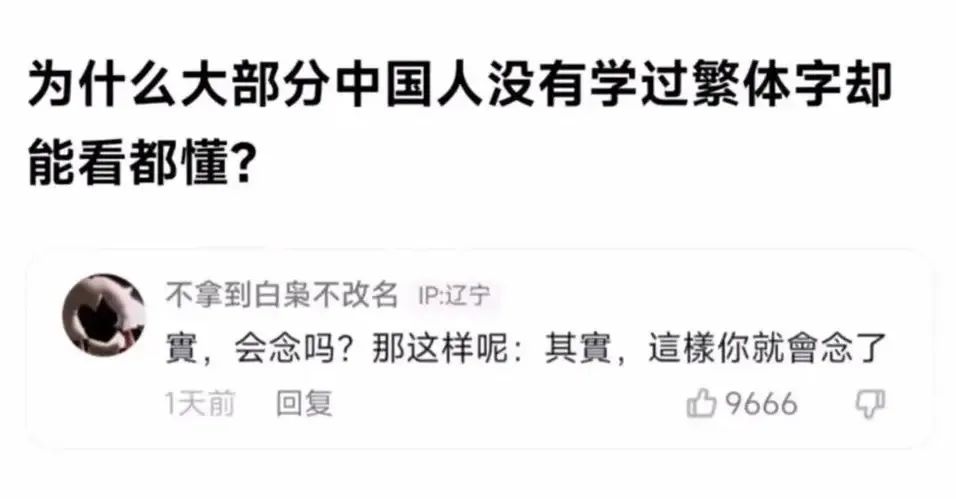 为什么大部分中国人没有学过繁体字却
能看都懂?
不拿到白枭不改名 IP:辽宁
實，会念吗？那这样呢：其實，這樣你就會念了
1天前 回复 9666